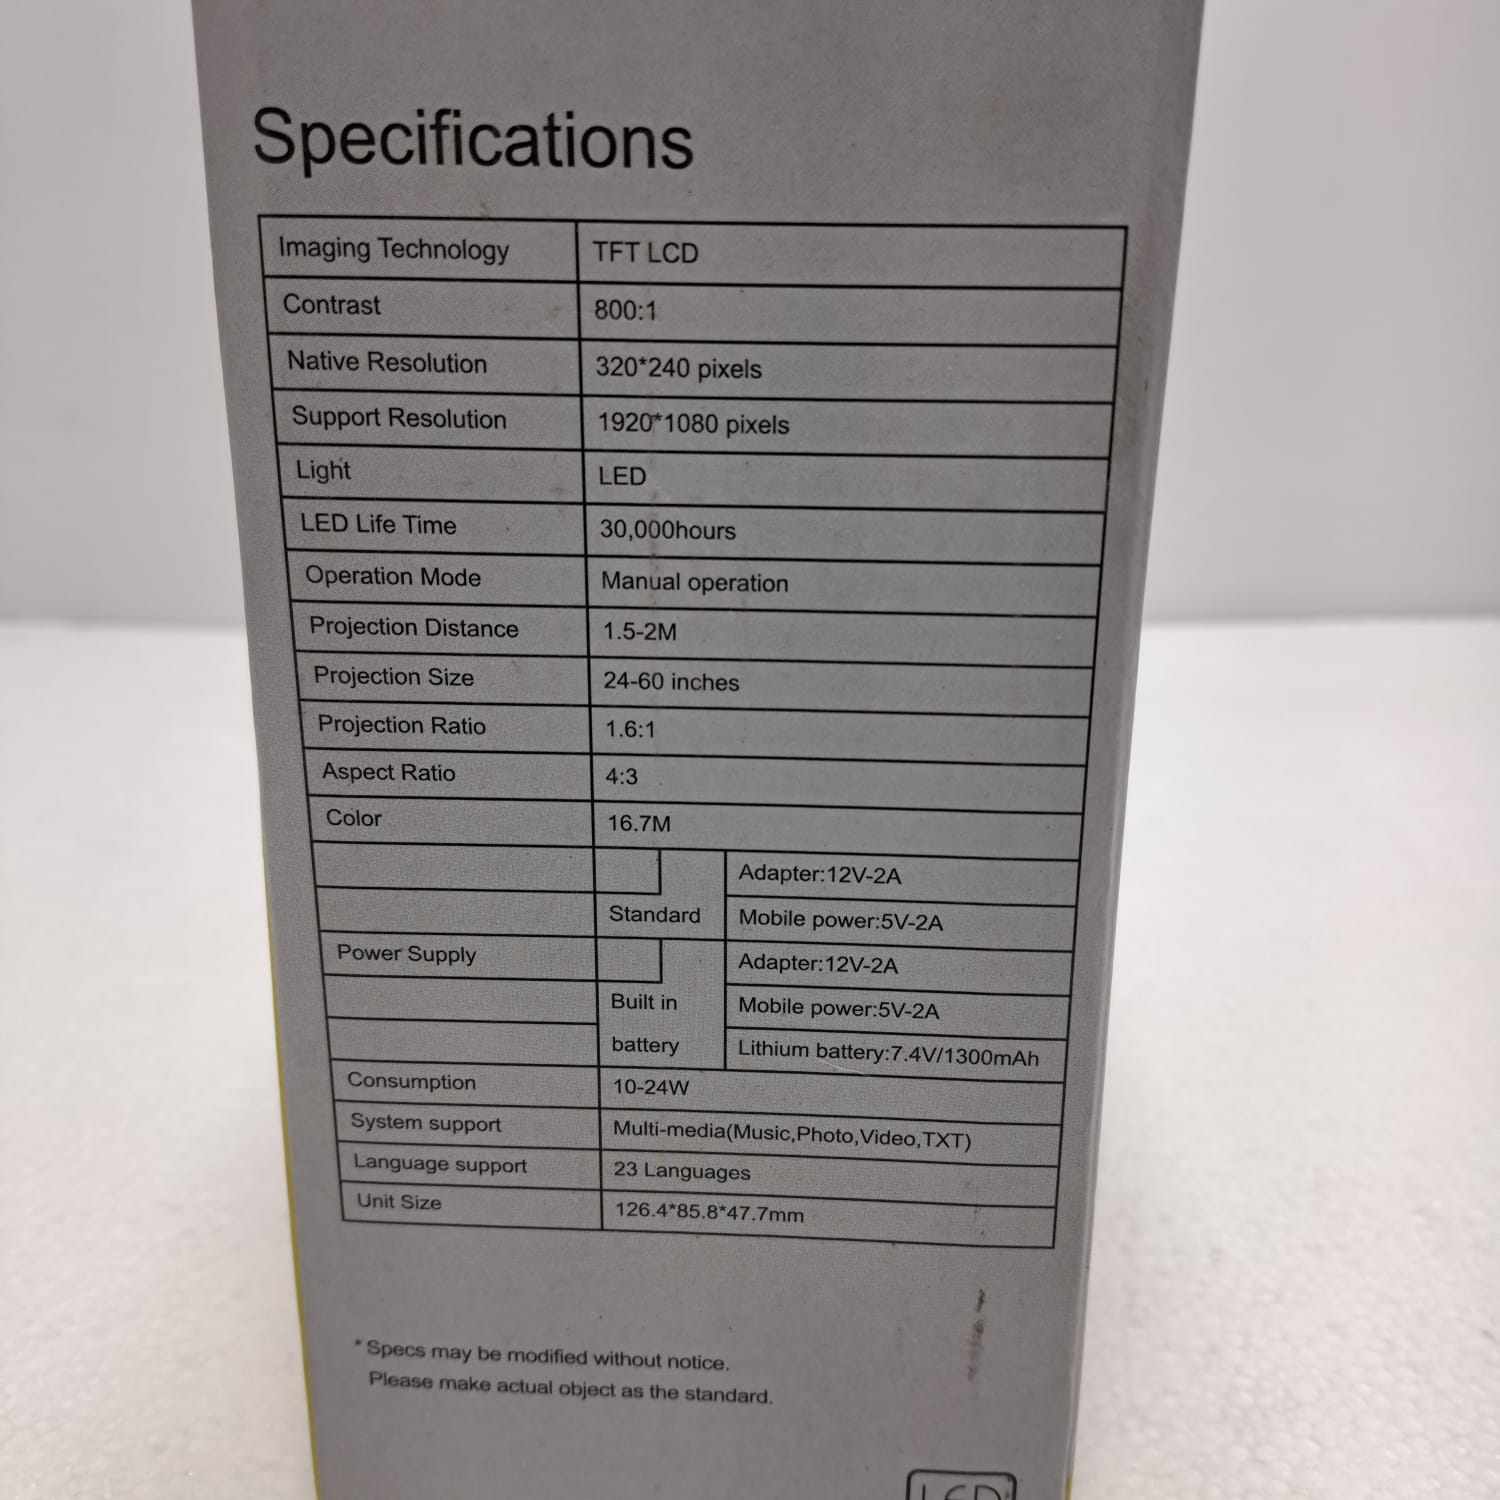 Specifications
Imaging Technology TFT LCD
Contrast 800:1
Native Resolution 320*240 pixels
Support Resolution 1920*1080 pixels
Light LED
LED Life Time 30,000hours
Operation Mode Manual operation
Projection Distance 1.5-2M
Projection Size 24-60 inches
Projection Ratio 1.6:1
Aspect Ratio 4:3
Color 16.7M
Adapter:12V-2A
Standard Mobile power:5V-2A
Power Supply Adapter:12V-2A
Built in Mobile power:5V-2A
battery Lithium battery:7.4V/1300mAh
Consumption 10-24W
System support Multi-media(Music,Photo,Video,TXT)
Language support 23 Languages
Unit Size 126.4*85.8*47.7mm
* Specs may be modified without notice.
Please make actual object as the standard.
LED